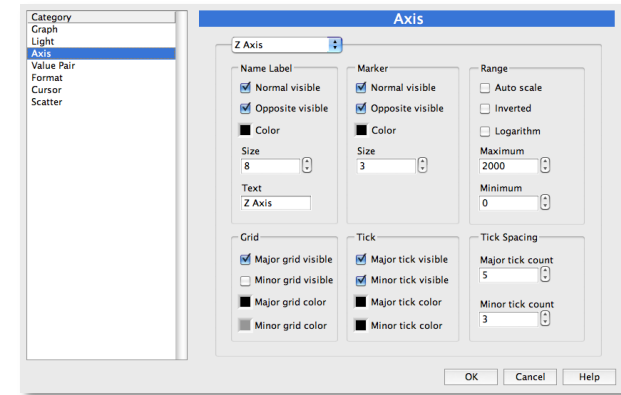 Category
Graph
Light
Axis
Value Pair
Format
Cursor
Scatter
Axis
Z Axis
Name Label
Normal visible
Opposite visible
Color
Size
8
Text
Z Axis
Marker
Normal visible
Opposite visible
Color
Size
3
Range
Auto scale
Inverted
Logarithm
Maximum
2000
Minimum
0
Grid
Major grid visible
Minor grid visible
Major grid color
Minor grid color
Tick
Major tick visible
Minor tick visible
Major tick color
Minor tick color
Tick Spacing
Major tick count
5
Minor tick count
3
OK
Cancel
Help